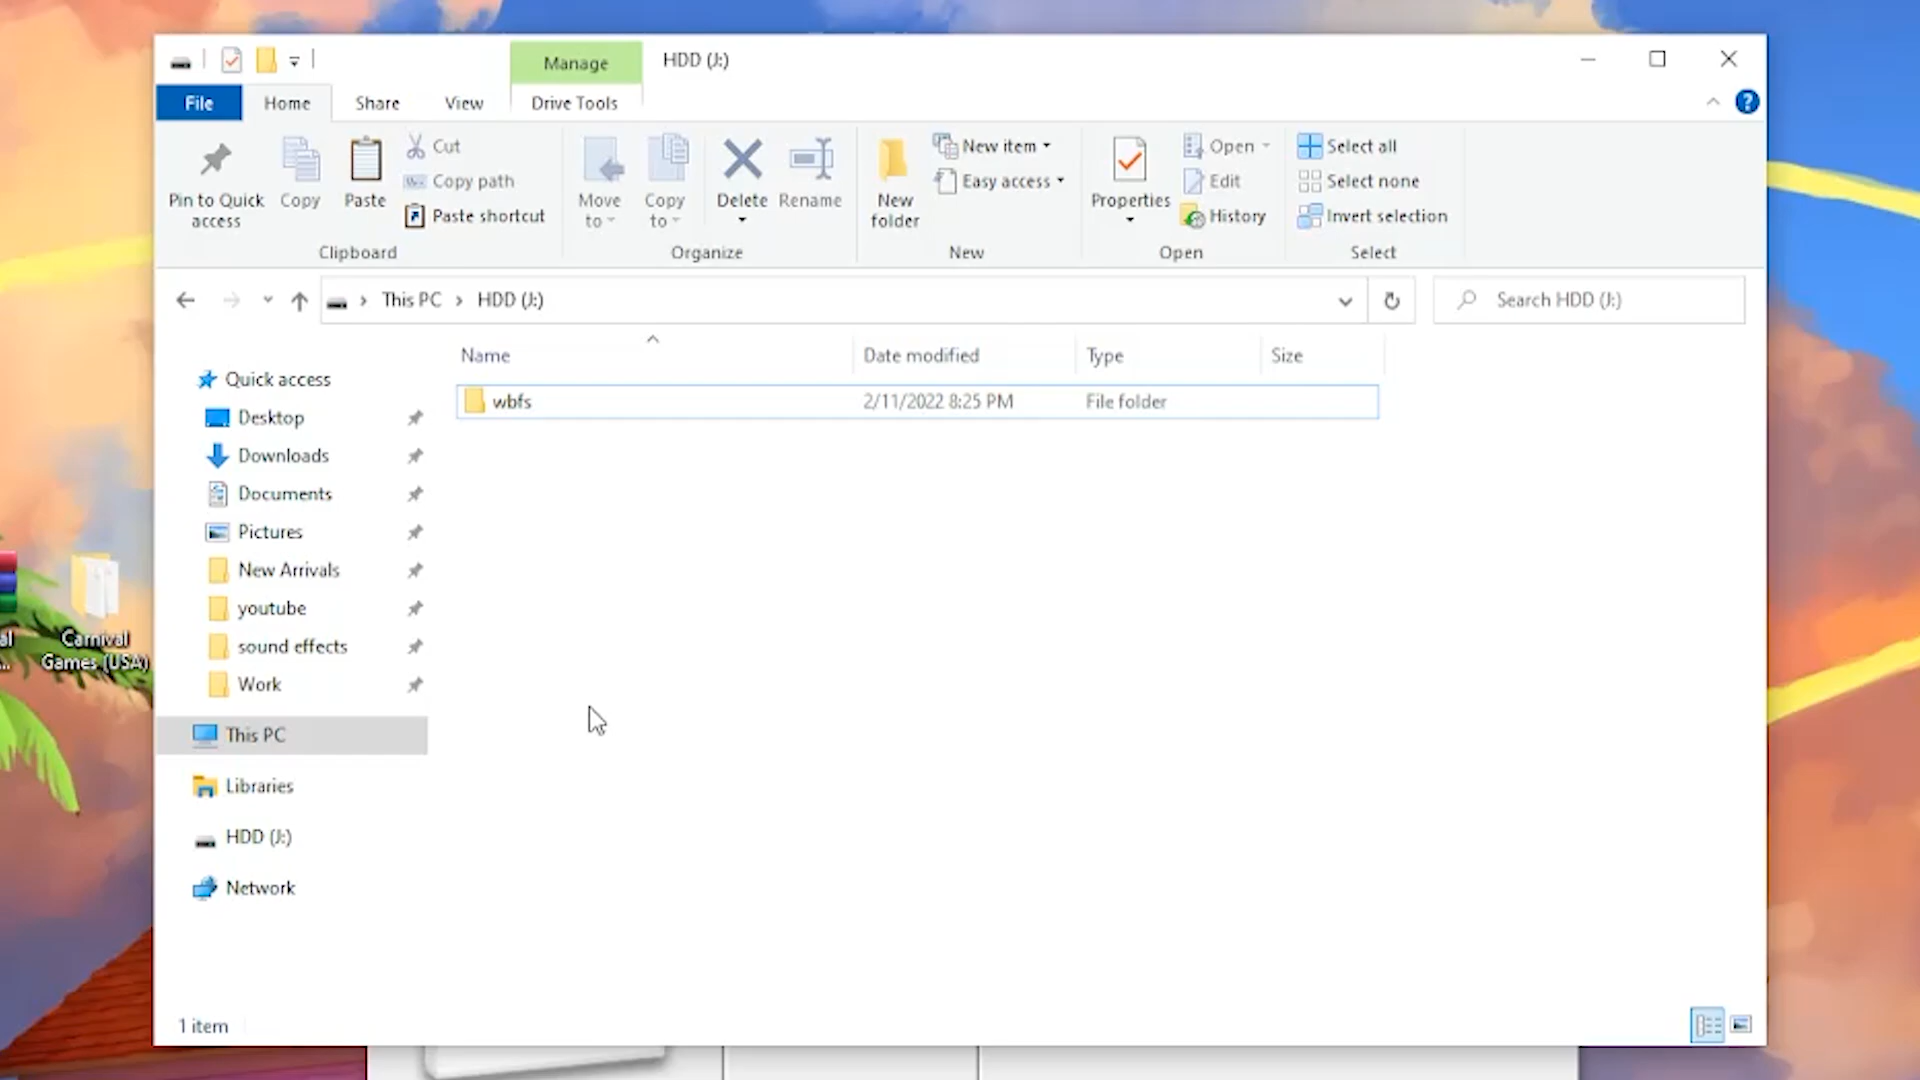 Manage
HDD (J:)
File
Home
Share
View
Drive Tools
Pin to Quick
access
Copy
Paste
Cut
Copy path
Paste shortcut
Clipboard
Move
to
Copy
to
Delete
Rename
Organize
New
folder
New item
Easy access
New
Properties
Open
Edit
History
Open
Select all
Select none
Invert selection
Select
This PC
HDD (J:)
Search HDD (J:)
Name
Date modified
Type
Size
wbfs
2/11/2022 8:25 PM
File folder
Quick access
Desktop
Downloads
Documents
Pictures
New Arrivals
youtube
sound effects
Work
This PC
Libraries
HDD (J:)
Network
1 item
al
...
Carnival
Games (USA)